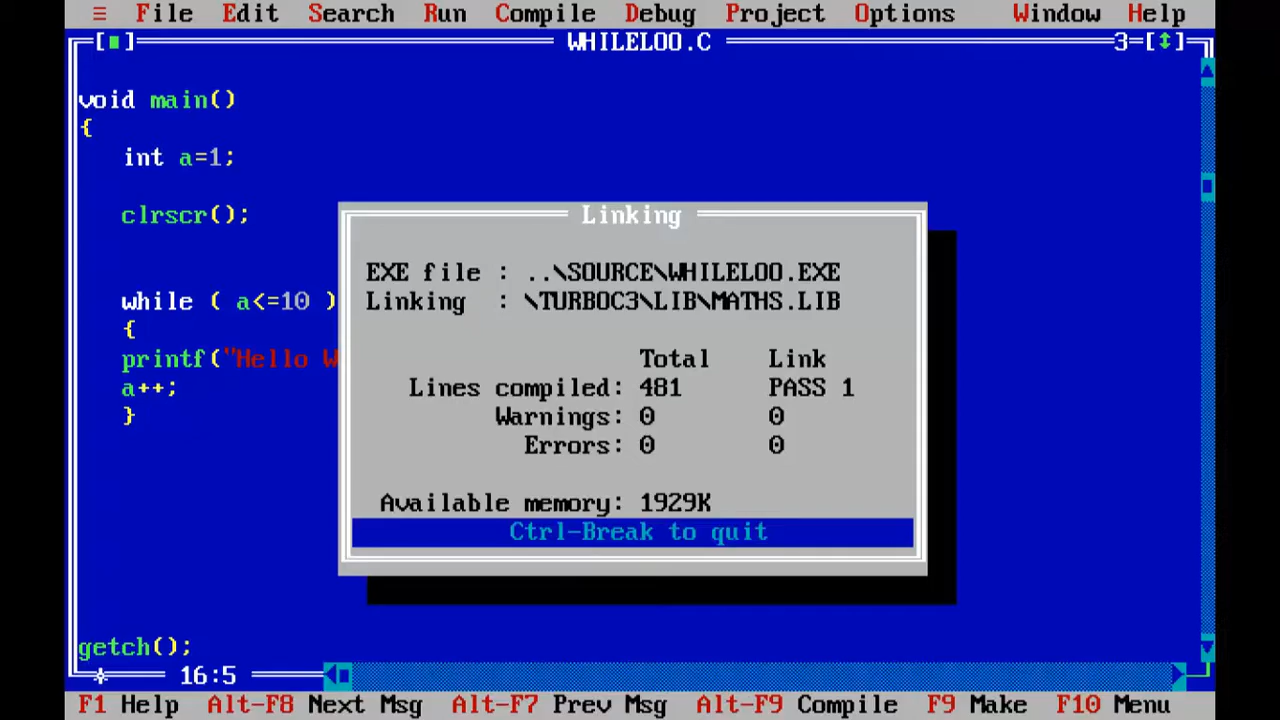 ≡ File Edit Search Run Compile Debug Project Options Window Help
[■] WHILELOO.C 3=[↕]
void main()
{
int a=1;
clrscr();
while ( a<=10 )
{
printf("Hello
a++;
}
getch();
Linking
EXE file : ..\SOURCE\WHILELOO.EXE
Linking : \TURBOC3\LIB\MATHS.LIB
Total Link
Lines compiled: 481 PASS 1
Warnings: 0 0
Errors: 0 0
Available memory: 1929K
Ctrl-Break to quit
16:5
F1 Help Alt-F8 Next Msg Alt-F7 Prev Msg Alt-F9 Compile F9 Make F10 Menu